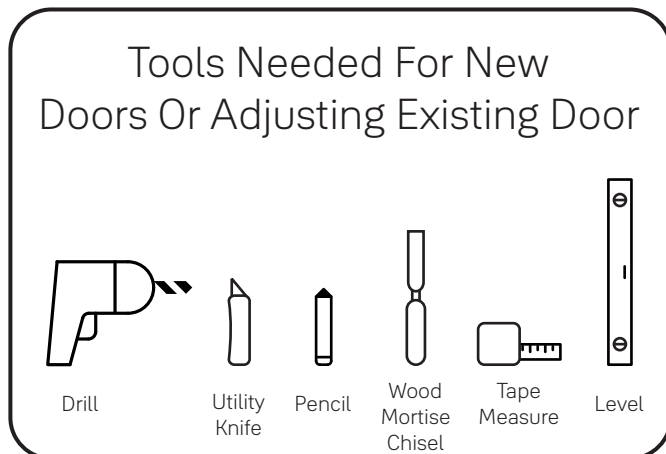 Tools Needed For New
Doors Or Adjusting Existing Door
Drill
Utility
Knife
Pencil
Wood
Mortise
Chisel
Tape
Measure
Level